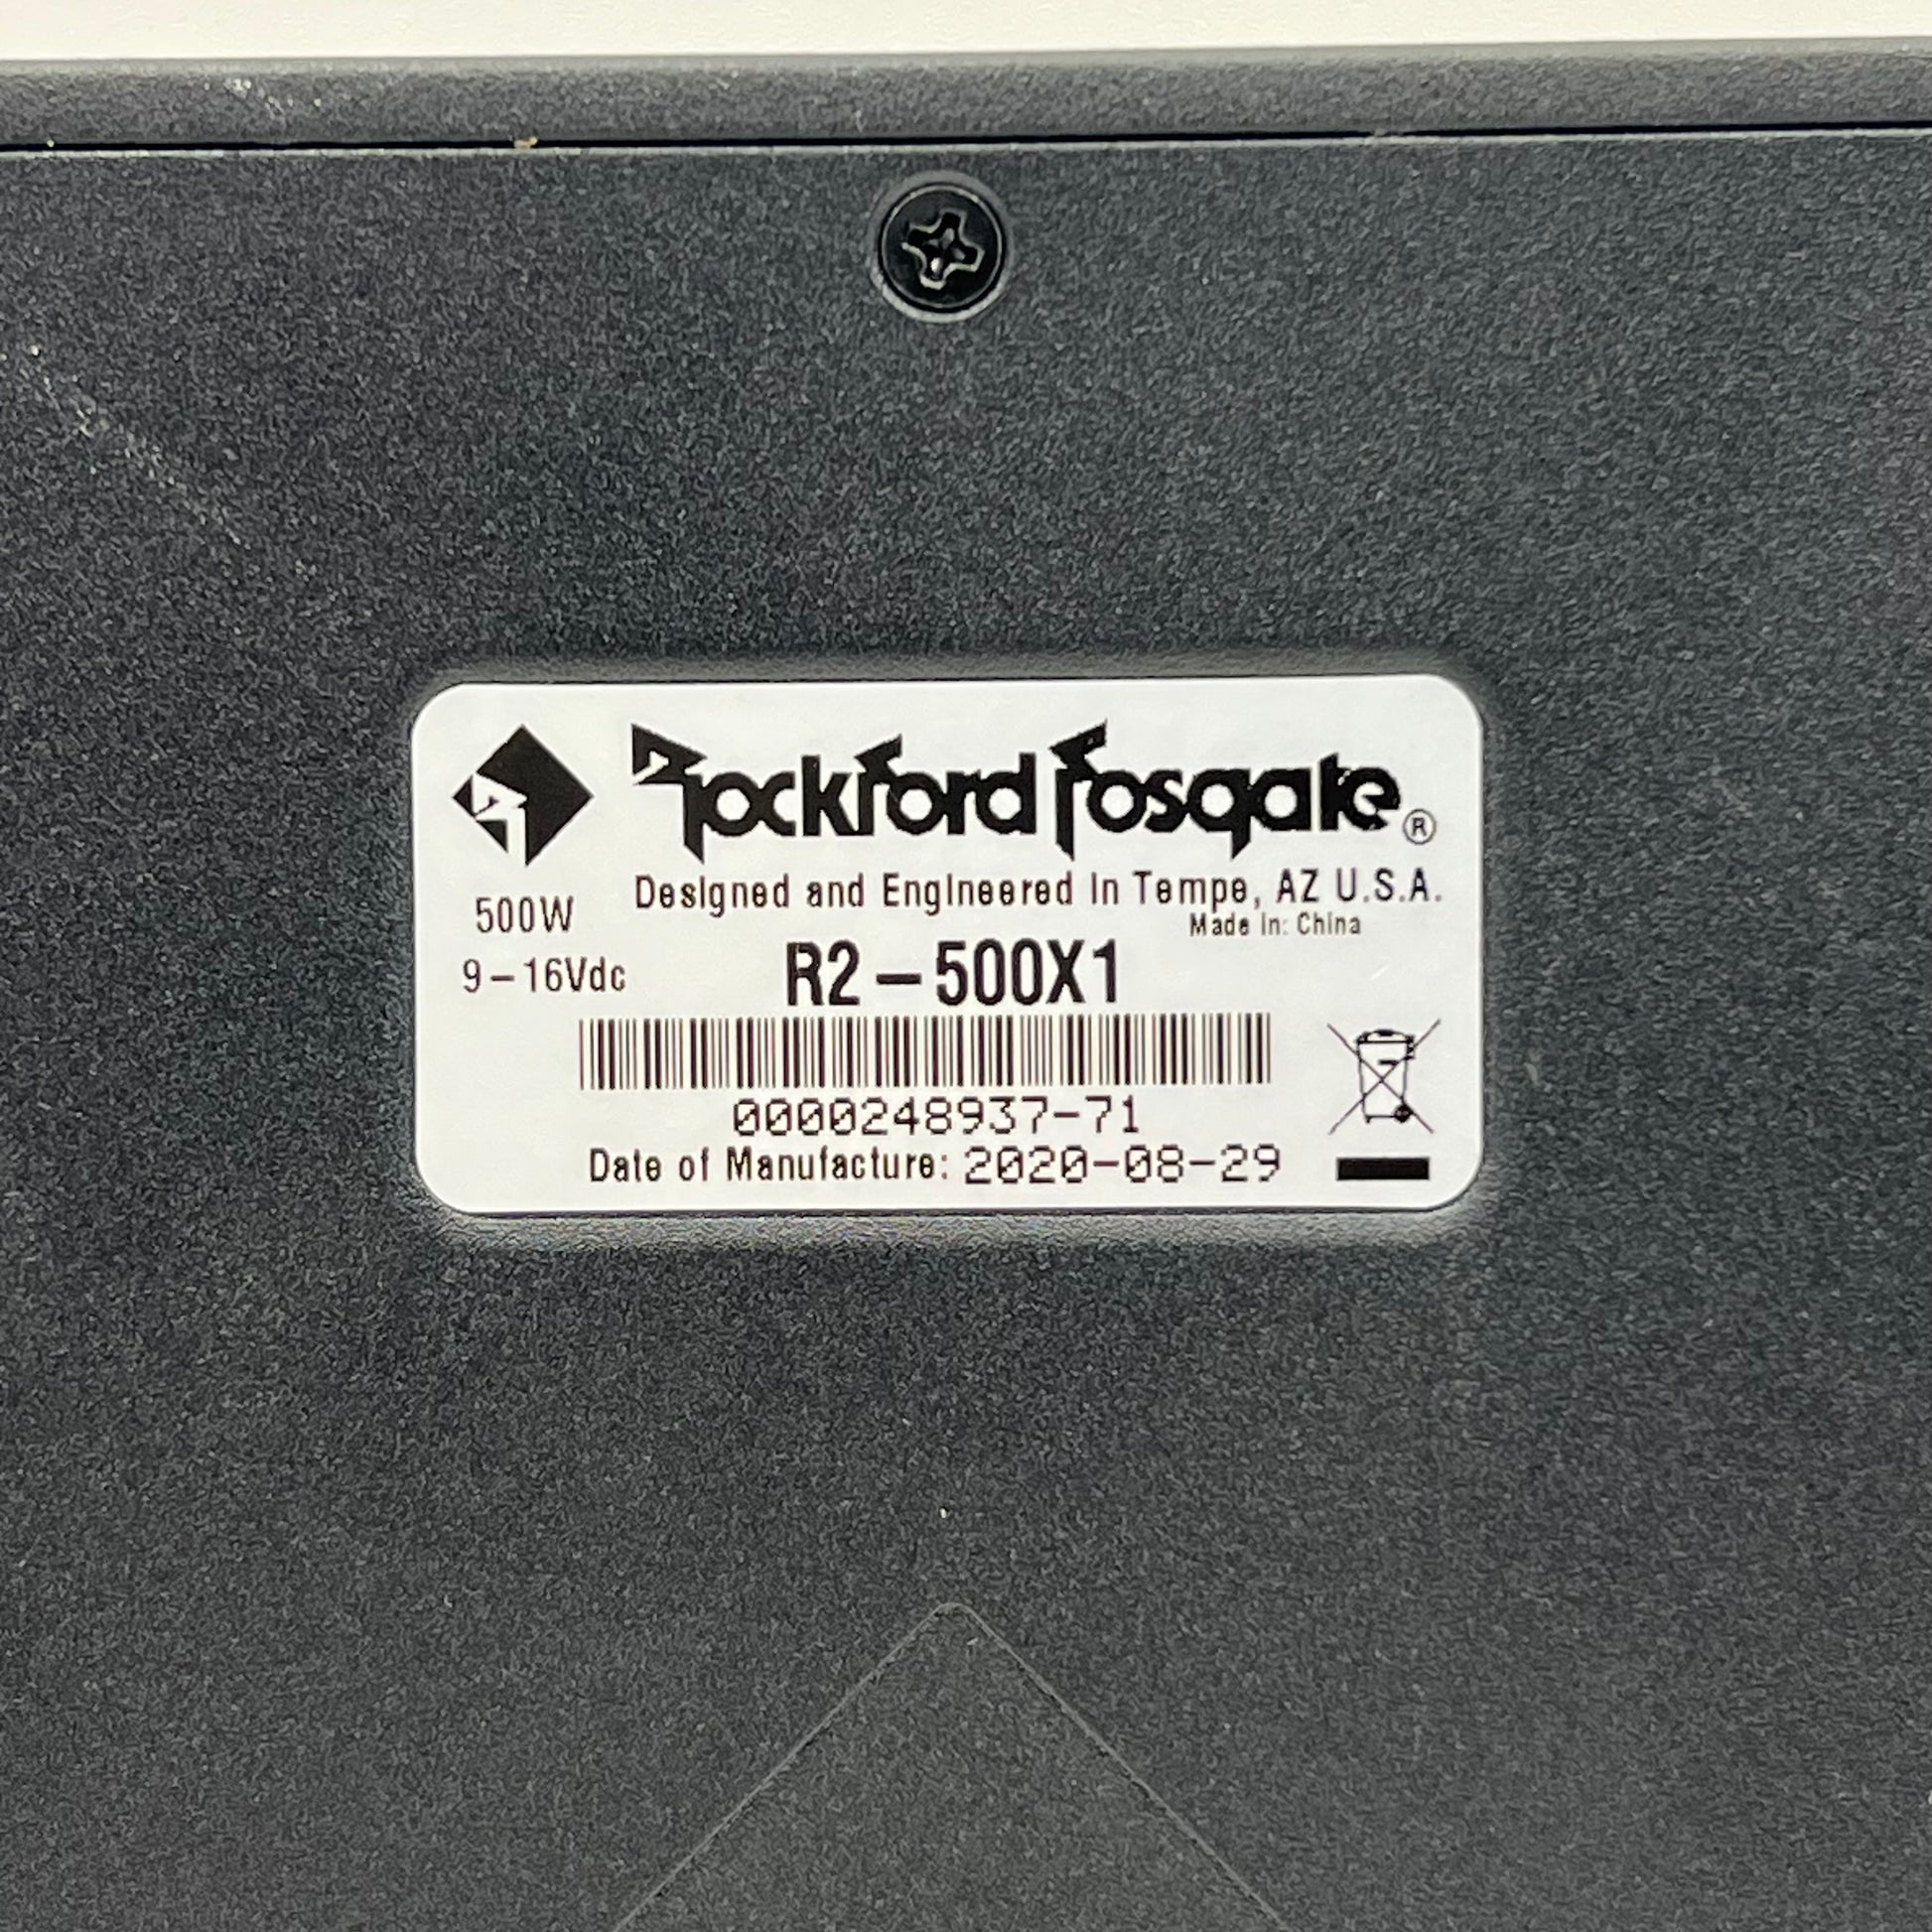 Rockford Fosgate®
Designed and Engineered In Tempe, AZ U.S.A.
Made In: China
500W
9-16Vdc
R2-500X1
0000248937-71
Date of Manufacture: 2020-08-29